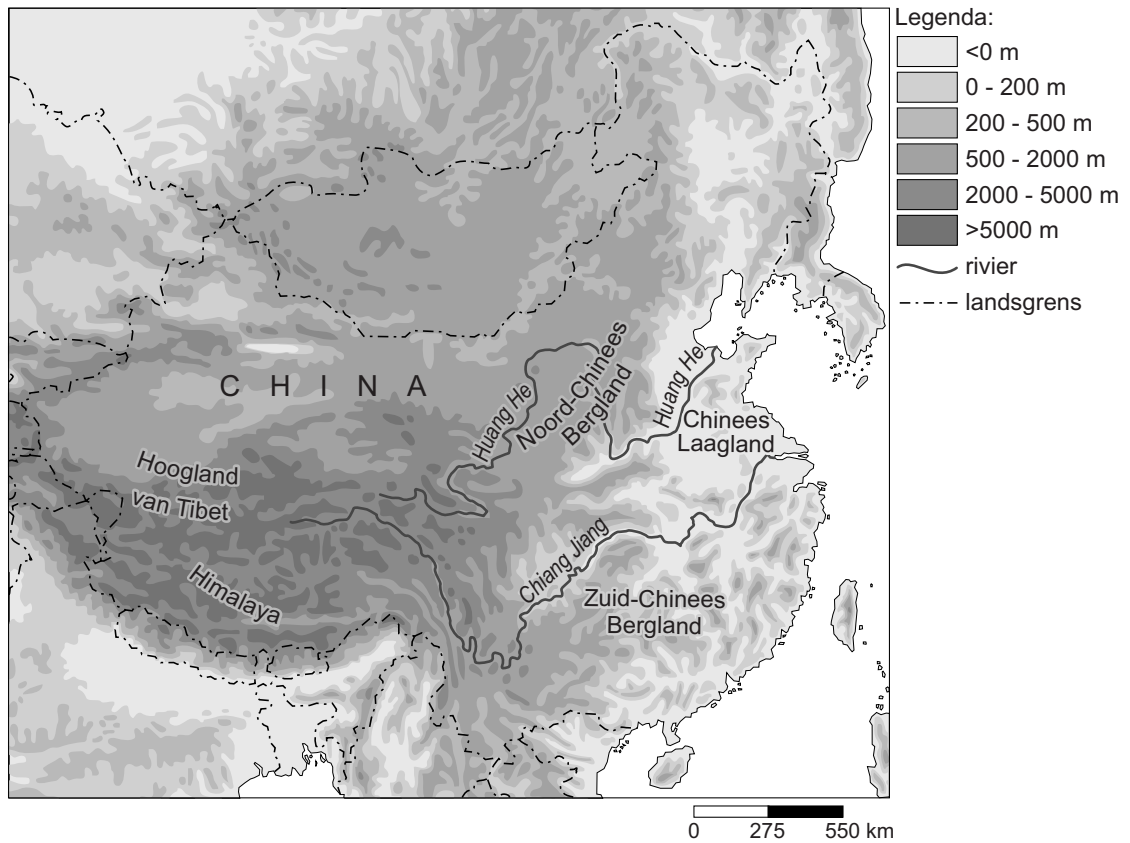 Legenda:
<0 m
0 - 200 m
200 - 500 m
500 - 2000 m
2000 - 5000 m
>5000 m
rivier
landsgrens
CHINA
Huang He
Noord-Chinees
Bergland
Huang He
Chinees
Laagland
Hoogland
van Tibet
Himalaya
Chiang Jiang
Zuid-Chinees
Bergland
0 275 550 km